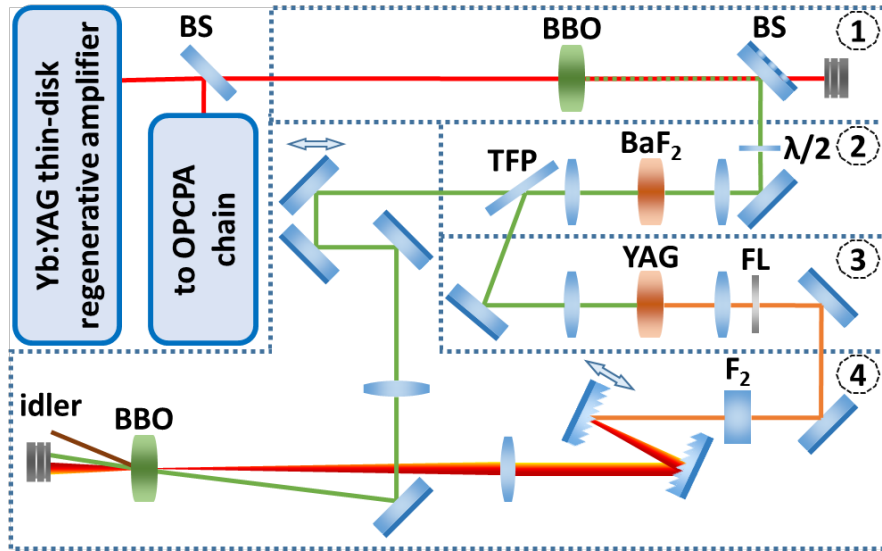 Yb:YAG thin-disk
regenerative amplifier
BS
to OPCPA
chain
BBO
BS
1
λ/2
2
TFP
BaF₂
YAG
FL
3
F₂
4
idler
BBO